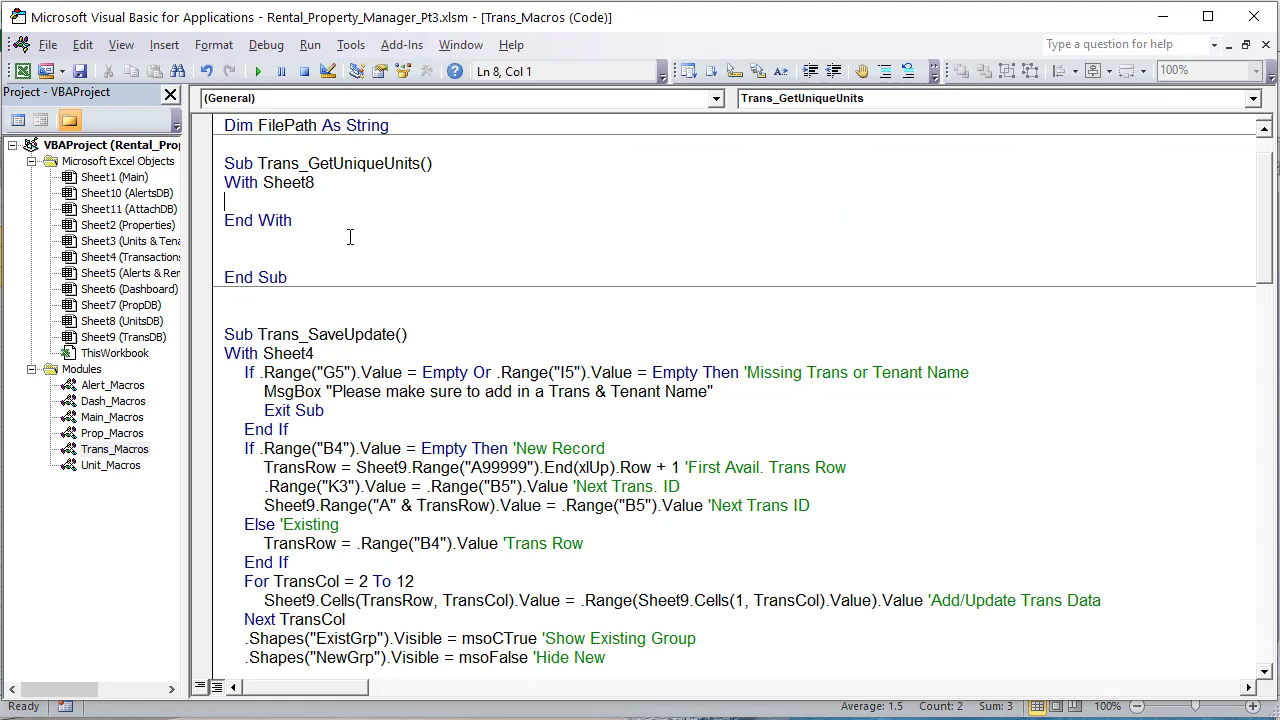 Microsoft Visual Basic for Applications - Rental_Property_Manager_Pt3.xlsm - [Trans_Macros (Code)]
File Edit View Insert Format Debug Run Tools Add-Ins Window Help
Type a question for help
Ln 8, Col 1
100%
Project - VBAProject
(General)
Trans_GetUniqueUnits
VBAProject (Rental_Pro
Microsoft Excel Objects
Sheet1 (Main)
Sheet10 (AlertsDB)
Sheet11 (AttachDB)
Sheet2 (Properties)
Sheet3 (Units & Tena
Sheet4 (Transactions
Sheet5 (Alerts & Rem
Sheet6 (Dashboard)
Sheet7 (PropDB)
Sheet8 (UnitsDB)
Sheet9 (TransDB)
ThisWorkbook
Modules
Alert_Macros
Dash_Macros
Main_Macros
Prop_Macros
Trans_Macros
Unit_Macros
Dim FilePath As String
Sub Trans_GetUniqueUnits()
With Sheet8
End With
End Sub
Sub Trans_SaveUpdate()
With Sheet4
If .Range("G5").Value = Empty Or .Range("I5").Value = Empty Then 'Missing Trans or Tenant Name
MsgBox "Please make sure to add in a Trans & Tenant Name"
Exit Sub
End If
If .Range("B4").Value = Empty Then 'New Record
TransRow = Sheet9.Range("A99999").End(xlUp).Row + 1 'First Avail. Trans Row
.Range("K3").Value = .Range("B5").Value 'Next Trans. ID
Sheet9.Range("A" & TransRow).Value = .Range("B5").Value 'Next Trans ID
Else 'Existing
TransRow = .Range("B4").Value 'Trans Row
End If
For TransCol = 2 To 12
Sheet9.Cells(TransRow, TransCol).Value = .Range(Sheet9.Cells(1, TransCol).Value).Value 'Add/Update Trans Data
Next TransCol
.Shapes("ExistGrp").Visible = msoCTrue 'Show Existing Group
.Shapes("NewGrp").Visible = msoFalse 'Hide New
Ready
Average: 1.5 Count: 2 Sum: 3
100%